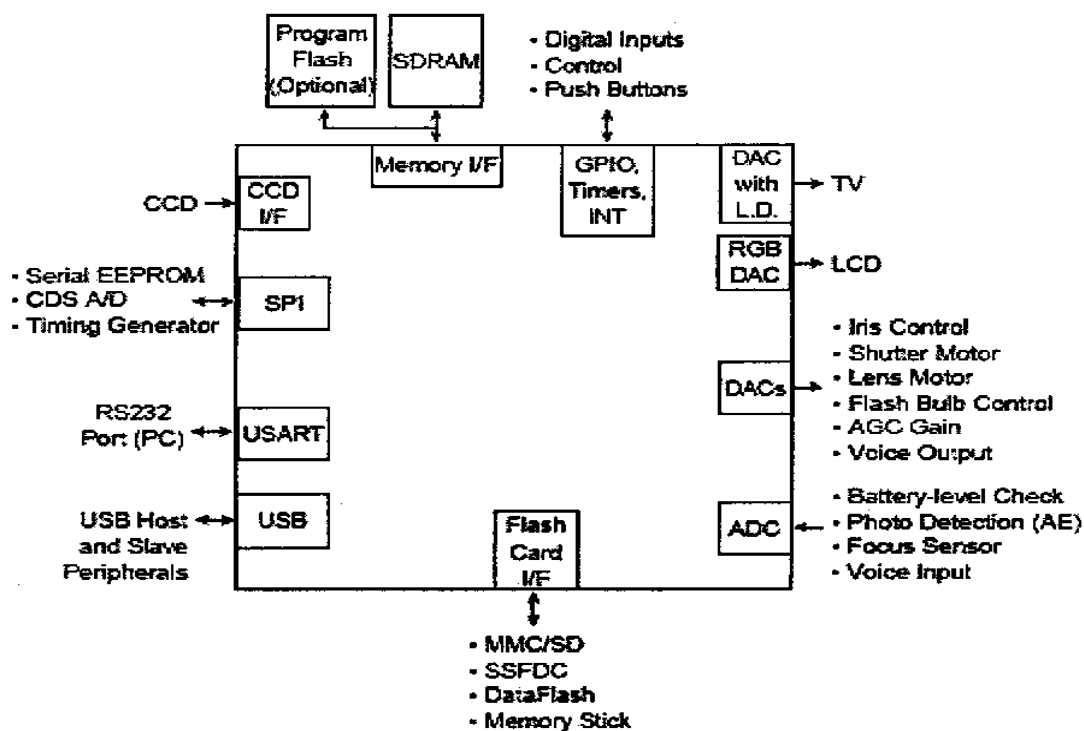 Program
Flash
(Optional)
SDRAM
- Digital Inputs
- Control
- Push Buttons
Memory I/F
GPIO,
Timers,
INT
DAC
with
L.D.
TV
CCD
CCD
I/F
RGB
DAC
LCD
- Serial EEPROM
- CDS A/D
- Timing Generator
SPI
- Iris Control
- Shutter Motor
- Lens Motor
- Flash Bulb Control
- AGC Gain
- Voice Output
DACs
RS232
Port (PC)
USART
USB Host
and Slave
Peripherals
USB
Flash
Card
I/F
ADC
- Battery-level Check
- Photo Detection (AE)
- Focus Sensor
- Voice Input
- MMC/SD
- SSFDC
- DataFlash
- Memory Stick